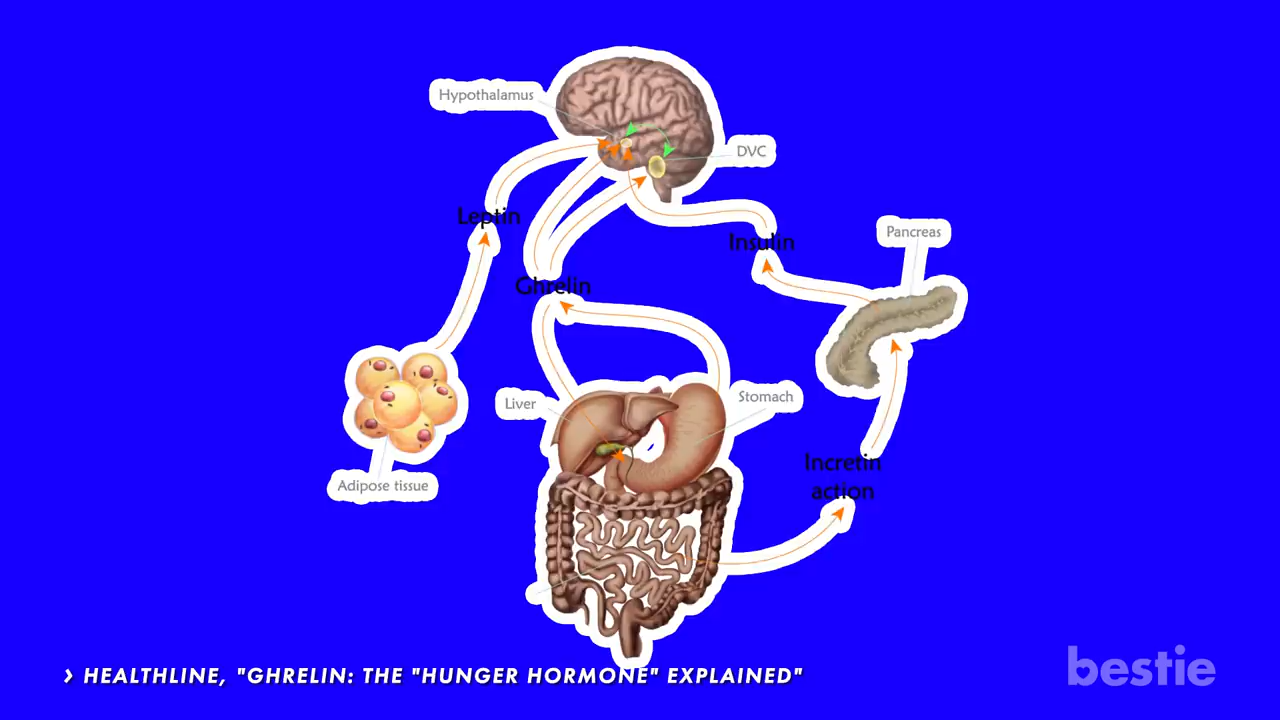 Hypothalamus
DVC
Leptin
Pancreas
Insulin
Ghrelin
Liver
Stomach
Incretin
action
Adipose tissue
› HEALTHLINE, "GHRELIN: THE "HUNGER HORMONE" EXPLAINED"
bestie